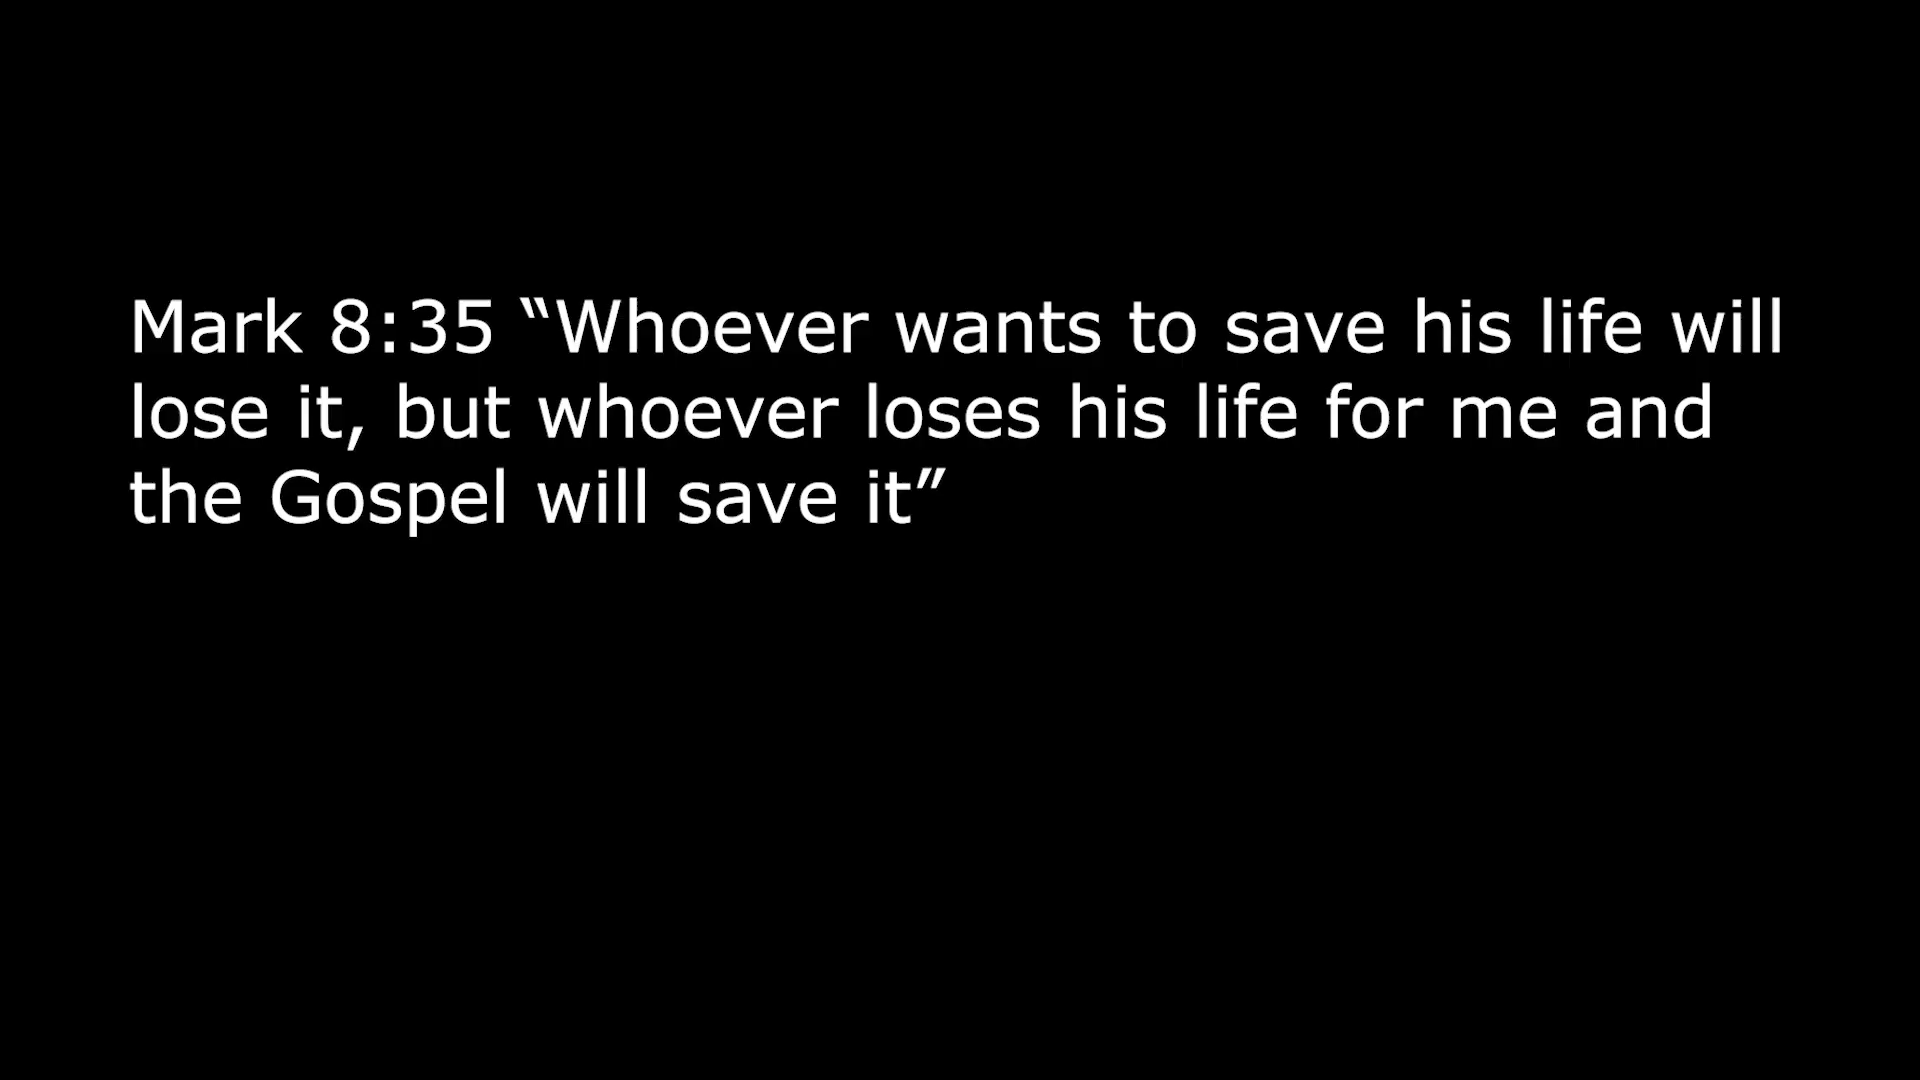 Mark 8:35 “Whoever wants to save his life will
lose it, but whoever loses his life for me and
the Gospel will save it”